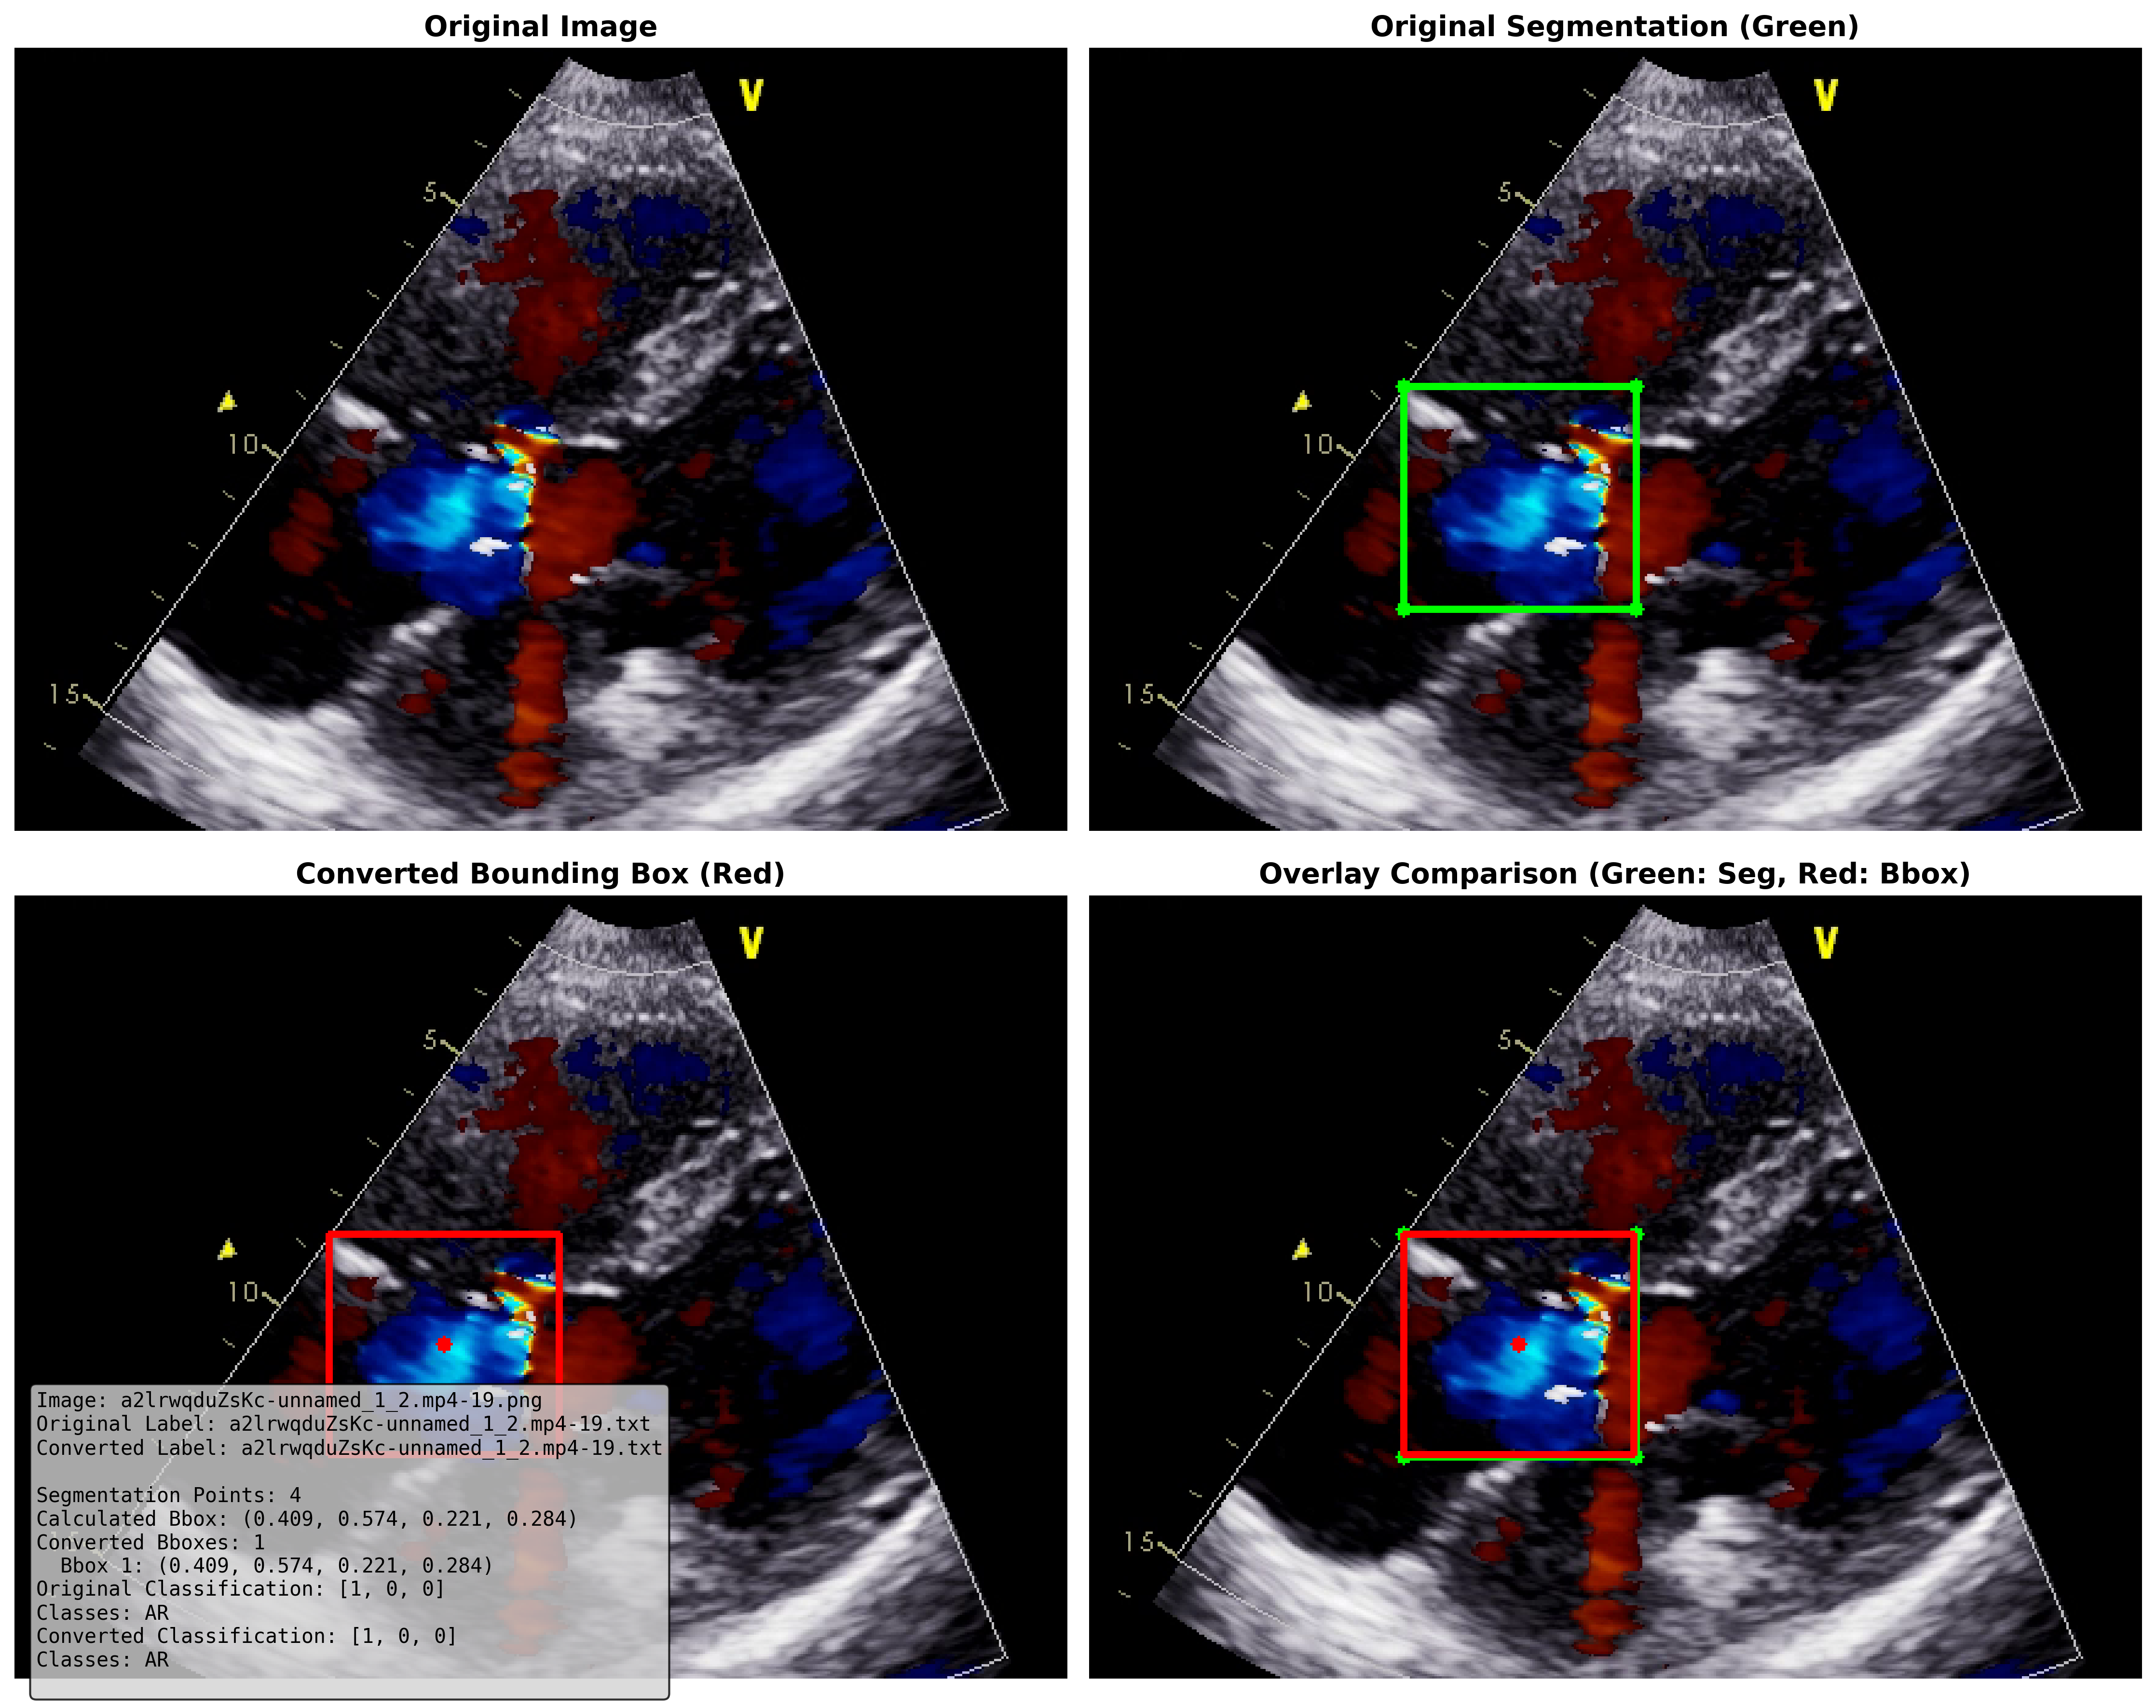 Original Image
Original Segmentation (Green)
V
5
10
15
V
5
10
15
Converted Bounding Box (Red)
Overlay Comparison (Green: Seg, Red: Bbox)
V
5
10
Image: a2lrwqduZsKc-unnamed_1_2.mp4-19.png
Original Label: a2lrwqduZsKc-unnamed_1_2.mp4-19.txt
Converted Label: a2lrwqduZsKc-unnamed_1_2.mp4-19.txt
Segmentation Points: 4
Calculated Bbox: (0.409, 0.574, 0.221, 0.284)
Converted Bboxes: 1
Bbox 1: (0.409, 0.574, 0.221, 0.284)
Original Classification: [1, 0, 0]
Classes: AR
Converted Classification: [1, 0, 0]
Classes: AR
V
5
10
15